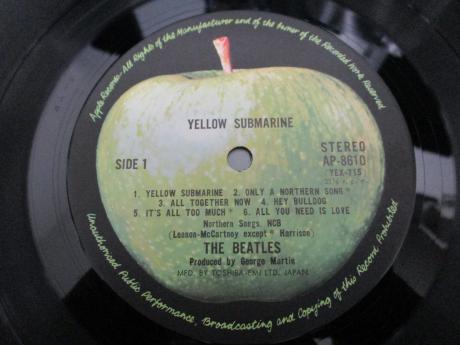 Apple Records-All Rights of the Manufacturer and of the Owner of the Recorded Work Reserved
YELLOW SUBMARINE
STEREO
SIDE 1
AP-8610
(YEX-715)
33⅓ r.p.m.
1. YELLOW SUBMARINE 2. ONLY A NORTHERN SONG*
3. ALL TOGETHER NOW 4. HEY BULLDOG
5. IT'S ALL TOO MUCH* 6. ALL YOU NEED IS LOVE
Northern Songs, NCB
(Lennon-McCartney except * Harrison)
THE BEATLES
Produced by George Martin
MFD. BY TOSHIBA-EMI LTD. JAPAN
Unauthorised Public Performance, Broadcasting and Copying of this Record Prohibited